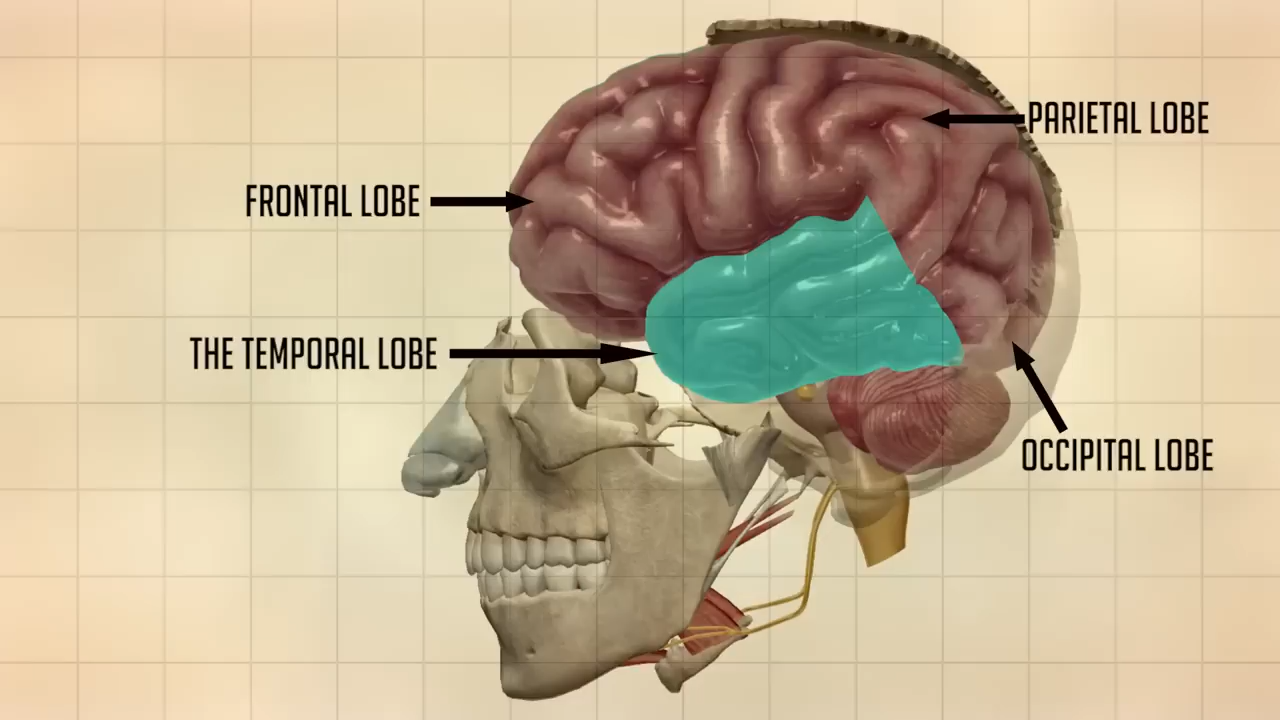 PARIETAL LOBE
FRONTAL LOBE
THE TEMPORAL LOBE
OCCIPITAL LOBE